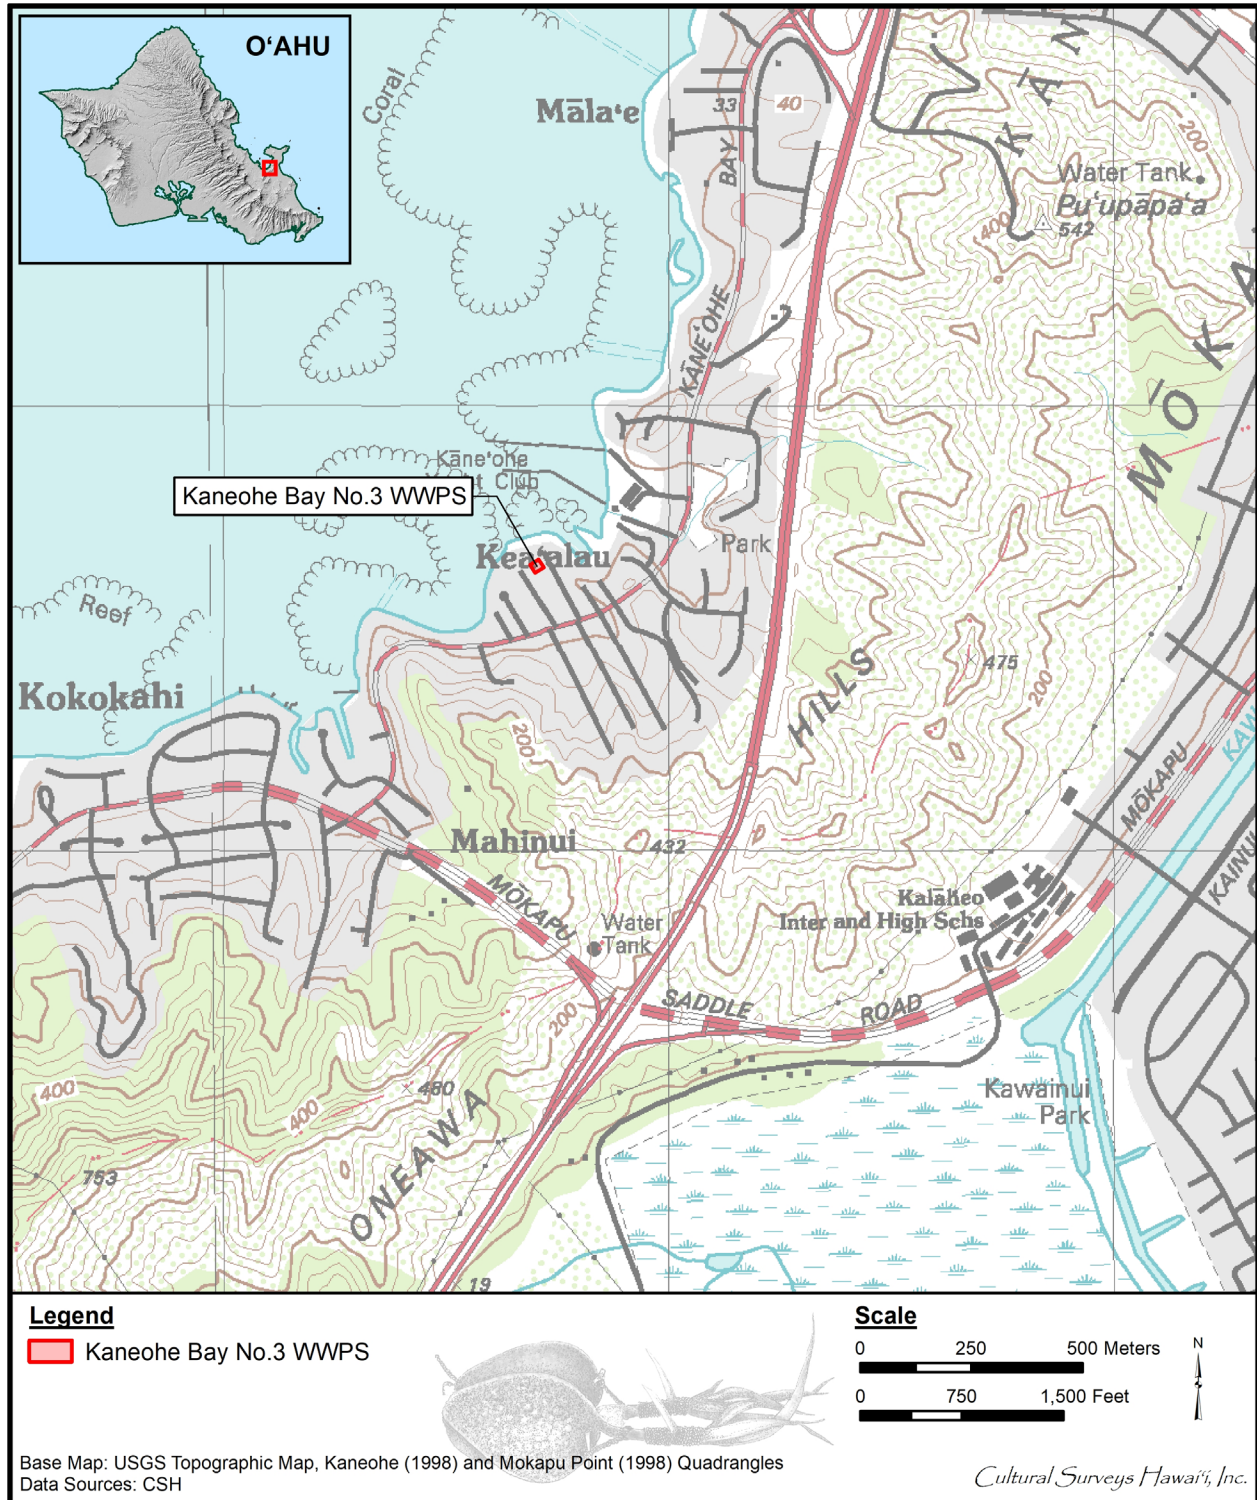 O‘AHU
Coral
Māla‘e
33
40
BAY
K Ā N
200
Water Tank
Pu‘upāpa‘a
400
542
KĀNE‘OHE
M Ō K A
Kāne‘ohe
ht Club
Kaneohe Bay No.3 WWPS
Kea‘alau
Park
Reef
475
200
Kokokahi
HILLS
200
MŌKAPU
KAW
Mahinui
432
KAINU
MŌKAPU
Kalāheo
Inter and High Schs
Water
Tank
SADDLE
ROAD
200
400
400
480
Kawainui
Park
753
ONEAWA
19
Legend
Kaneohe Bay No.3 WWPS
Scale
0 250 500 Meters
0 750 1,500 Feet
N
Base Map: USGS Topographic Map, Kaneohe (1998) and Mokapu Point (1998) Quadrangles
Data Sources: CSH
Cultural Surveys Hawai‘i, Inc.